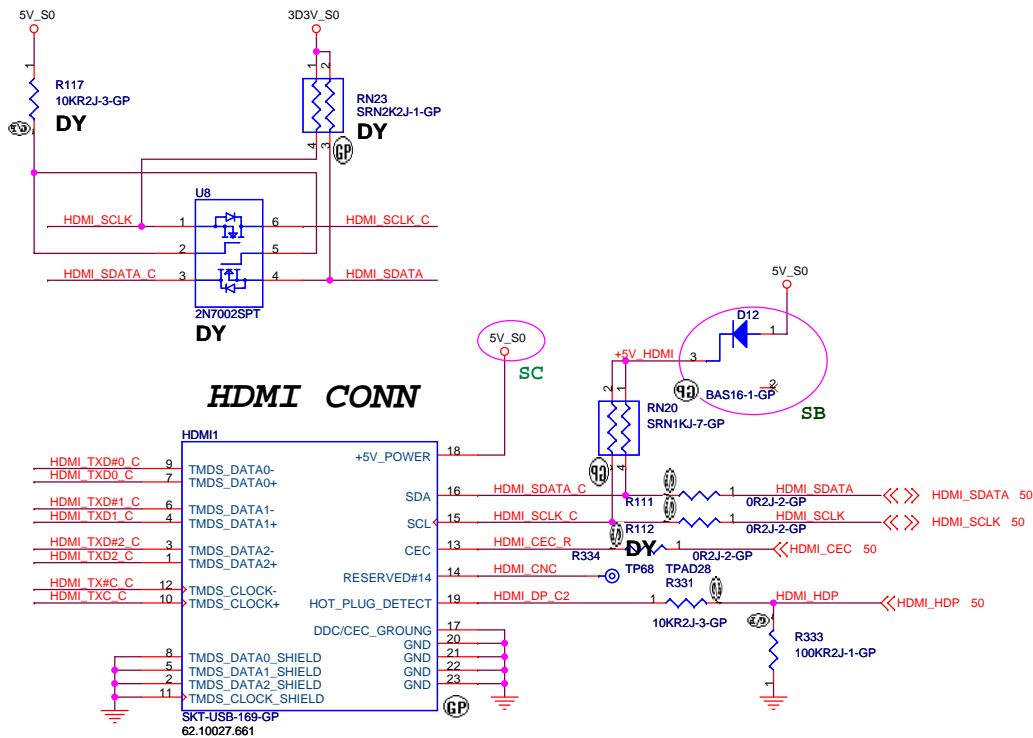 5V_S0
3D3V_S0
1
R117
10KR2J-3-GP
DY
1 2
RN23
SRN2K2J-1-GP
DY
4 3
GP
U8
HDMI_SCLK
1
6
HDMI_SCLK_C
2
5
HDMI_SDATA_C
3
4
HDMI_SDATA
2N7002SPT
DY
5V_S0
D12
1
5V_S0
SC
+5V_HDMI
3
2
BAS16-1-GP
SB
GP
2 1
RN20
SRN1KJ-7-GP
4
GP
HDMI CONN
HDMI1
HDMI_TXD#0_C
9
TMDS_DATA0-
HDMI_TXD0_C
7
TMDS_DATA0+
HDMI_TXD#1_C
6
TMDS_DATA1-
HDMI_TXD1_C
4
TMDS_DATA1+
HDMI_TXD#2_C
3
TMDS_DATA2-
HDMI_TXD2_C
1
TMDS_DATA2+
HDMI_TX#C_C
12
TMDS_CLOCK-
HDMI_TXC_C
10
TMDS_CLOCK+
8
TMDS_DATA0_SHIELD
5
TMDS_DATA1_SHIELD
2
TMDS_DATA2_SHIELD
11
TMDS_CLOCK_SHIELD
+5V_POWER
18
SDA
16
HDMI_SDATA_C
R111
1
HDMI_SDATA
0R2J-2-GP
HDMI_SDATA 50
SCL
15
HDMI_SCLK_C
R112
1
HDMI_SCLK
0R2J-2-GP
HDMI_SCLK 50
CEC
13
HDMI_CEC_R
R334
DY
1
0R2J-2-GP
HDMI_CEC 50
RESERVED#14
14
HDMI_CNC
TP68 TPAD28
HOT_PLUG_DETECT
19
HDMI_DP_C2
1
R331
10KR2J-3-GP
HDMI_HDP
HDMI_HDP 50
R333
100KR2J-1-GP
1
DDC/CEC_GROUNG
17
GND
20
GND
21
GND
22
GND
23
GP
SKT-USB-169-GP
62.10027.661